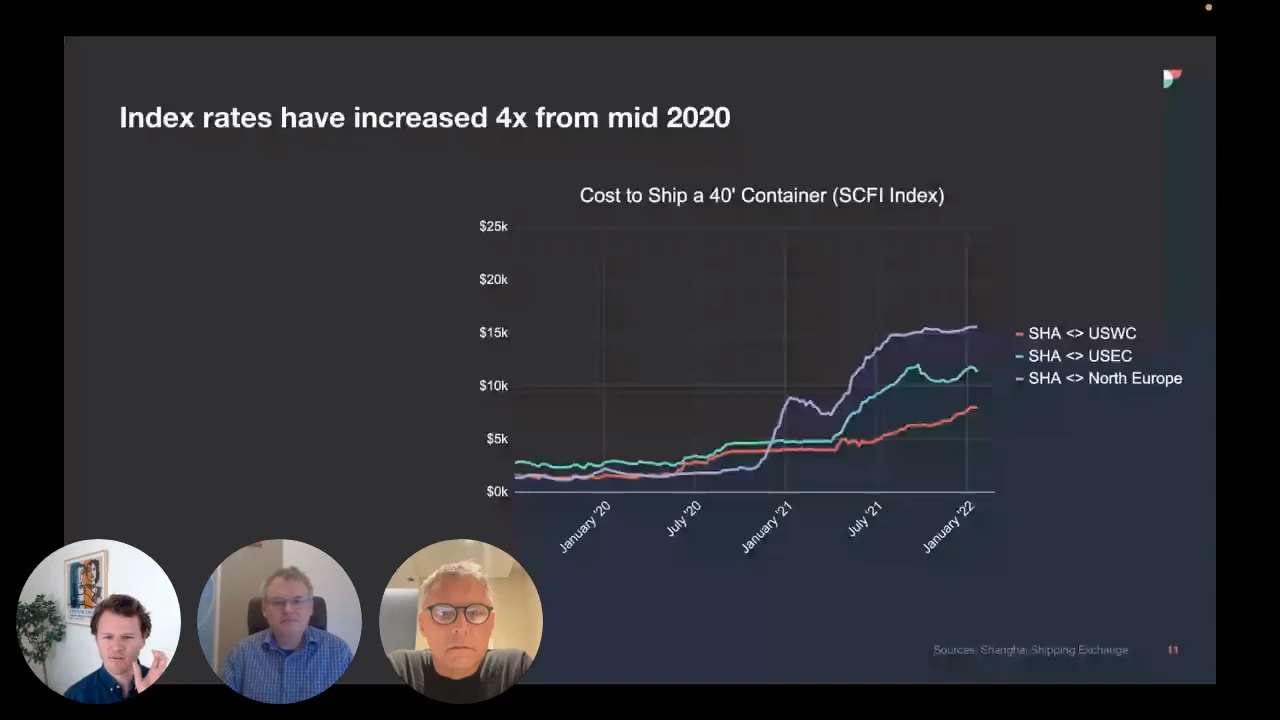 Index rates have increased 4x from mid 2020
Cost to Ship a 40' Container (SCFI Index)
$25k
$20k
$15k
$10k
$5k
$0k
January '20
July '20
January '21
July '21
January '22
SHA <> USWC
SHA <> USEC
SHA <> North Europe
Sources: Shanghai Shipping Exchange
11